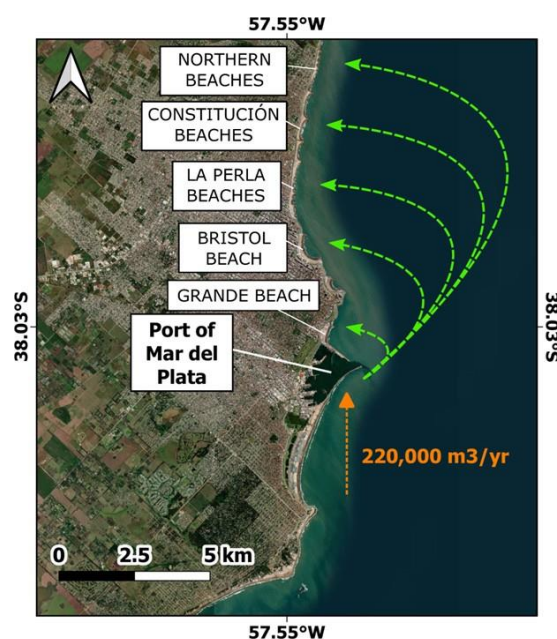 57.55°W
NORTHERN
BEACHES
CONSTITUCIÓN
BEACHES
LA PERLA
BEACHES
BRISTOL
BEACH
GRANDE BEACH
Port of
Mar del
Plata
38.03°S
38.03°S
220,000 m3/yr
0 2.5 5 km
57.55°W